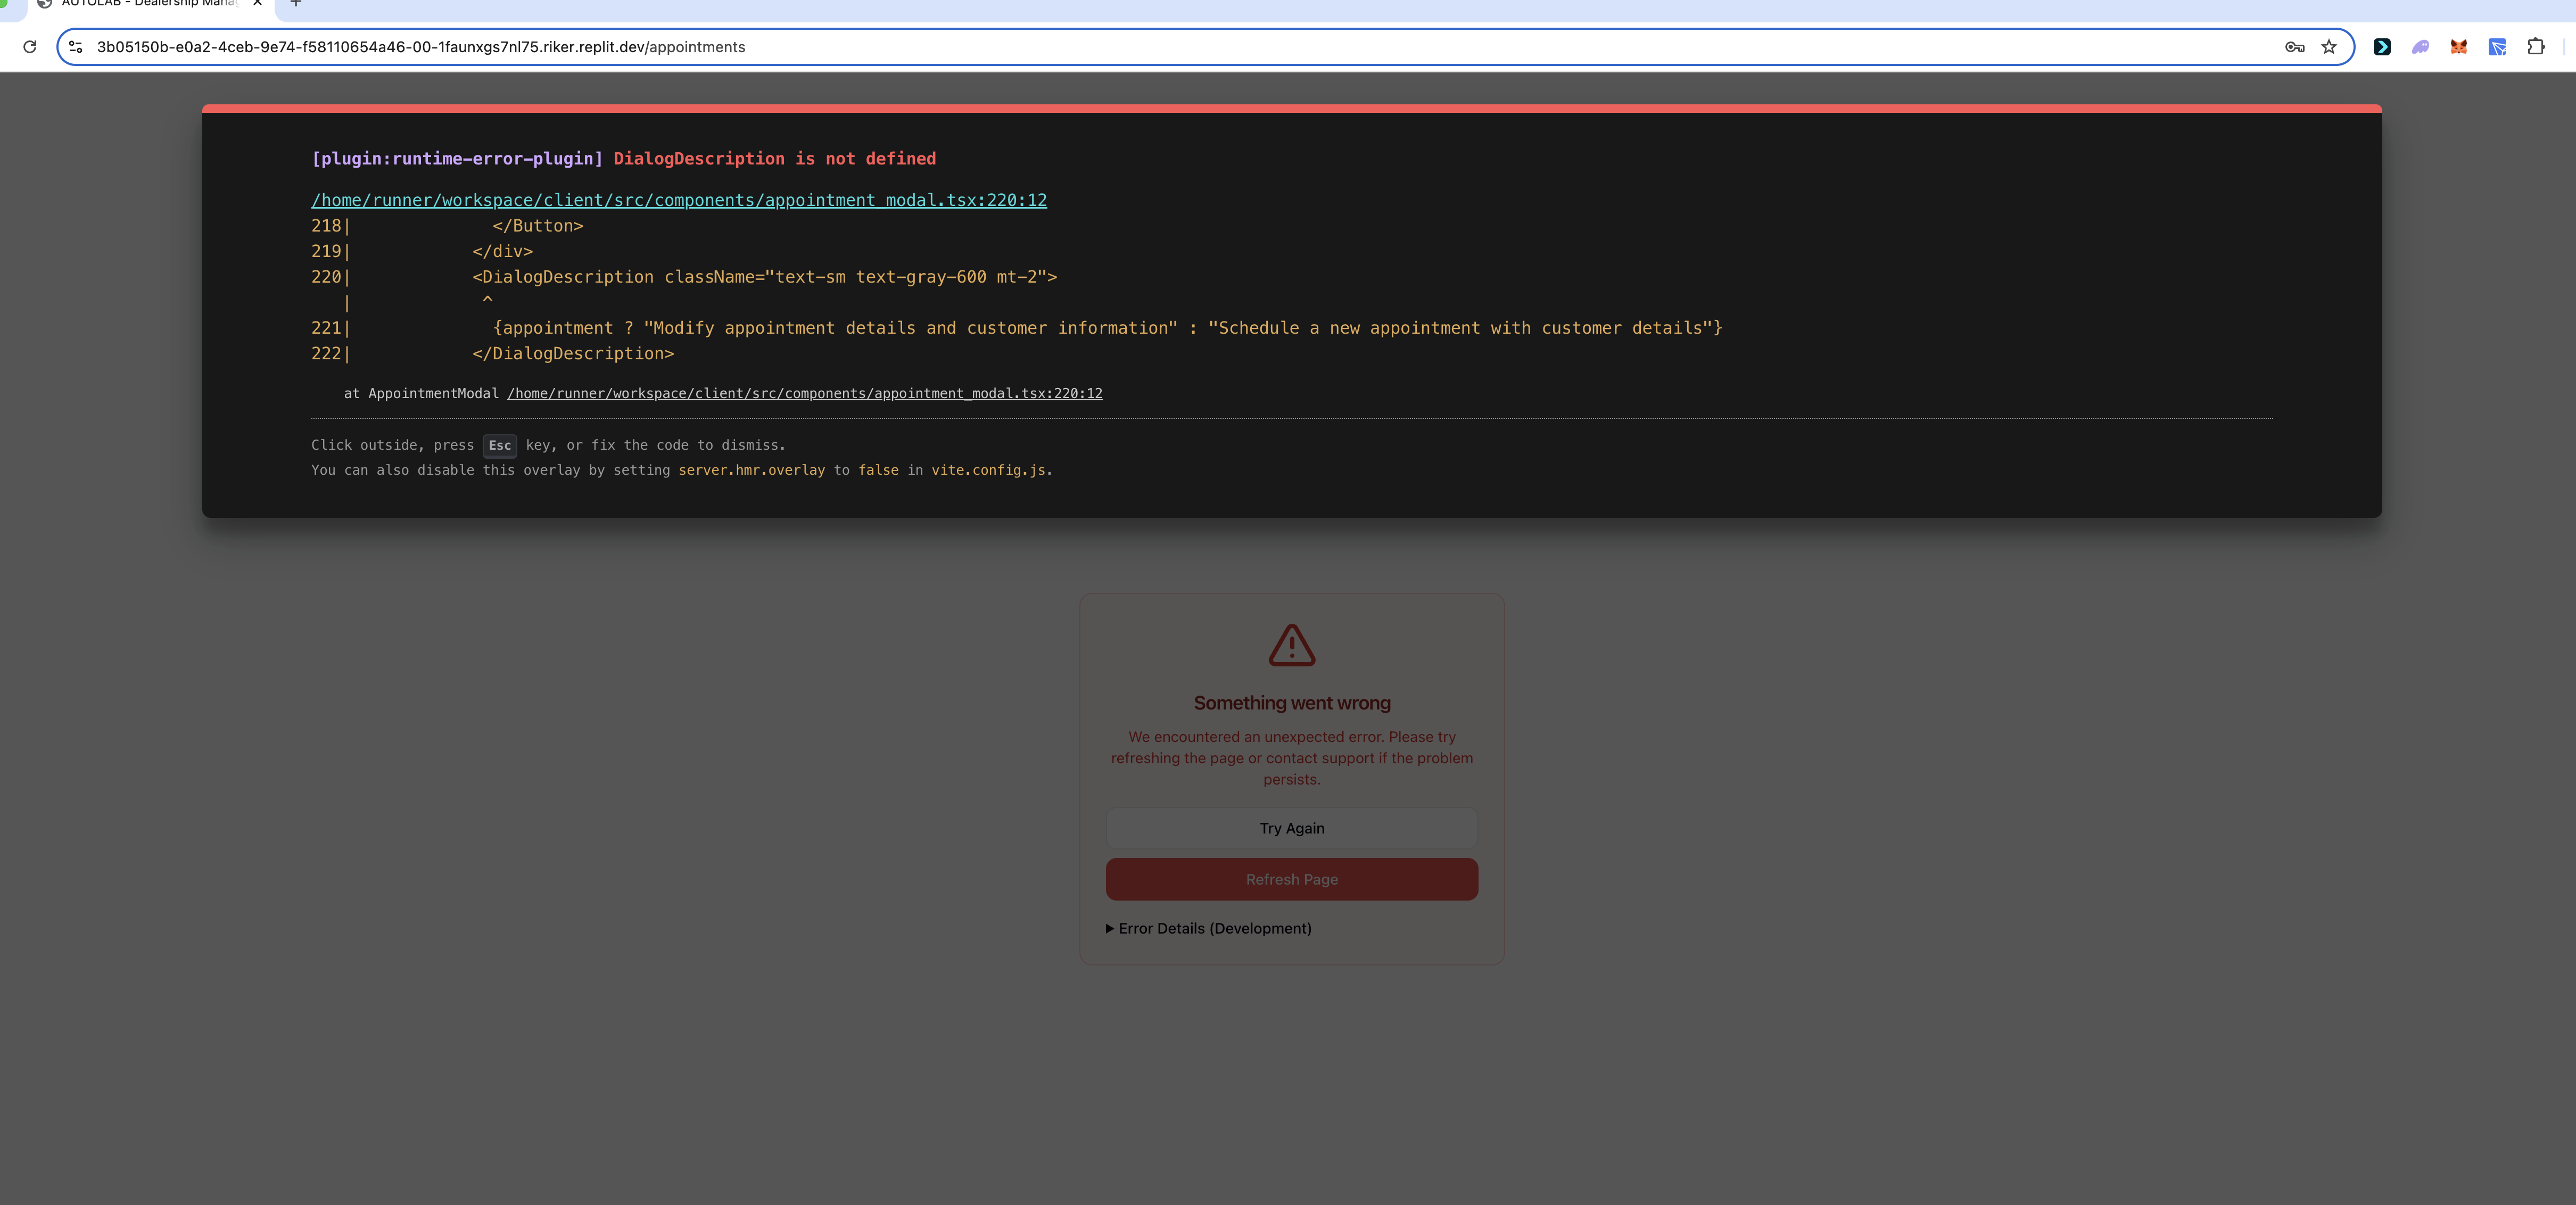 AUTOLAB - Dealership Manag
3b05150b-e0a2-4ceb-9e74-f58110654a46-00-1faunxgs7nl75.riker.replit.dev/appointments
[plugin:runtime-error-plugin] DialogDescription is not defined
/home/runner/workspace/client/src/components/appointment_modal.tsx:220:12
218|              </Button>
219|            </div>
220|            <DialogDescription className="text-sm text-gray-600 mt-2">
   |             ^
221|              {appointment ? "Modify appointment details and customer information" : "Schedule a new appointment with customer details"}
222|            </DialogDescription>
at AppointmentModal /home/runner/workspace/client/src/components/appointment_modal.tsx:220:12
Click outside, press Esc key, or fix the code to dismiss.
You can also disable this overlay by setting server.hmr.overlay to false in vite.config.js.
Something went wrong
We encountered an unexpected error. Please try
refreshing the page or contact support if the problem
persists.
Try Again
Refresh Page
Error Details (Development)